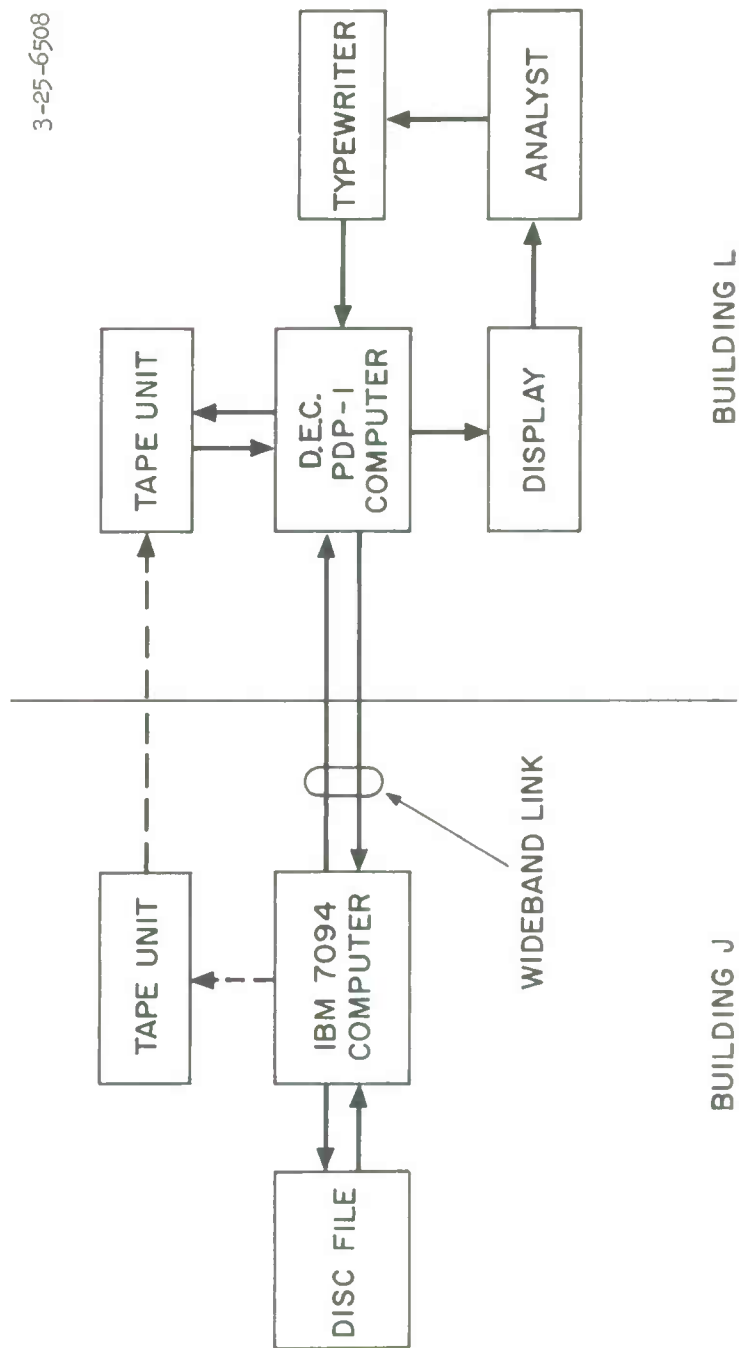 3-25-6508
TAPE UNIT
TAPE UNIT
TYPEWRITER
DISC FILE
IBM 7094
COMPUTER
D.E.C.
PDP-1
COMPUTER
WIDEBAND LINK
DISPLAY
ANALYST
BUILDING J
BUILDING L